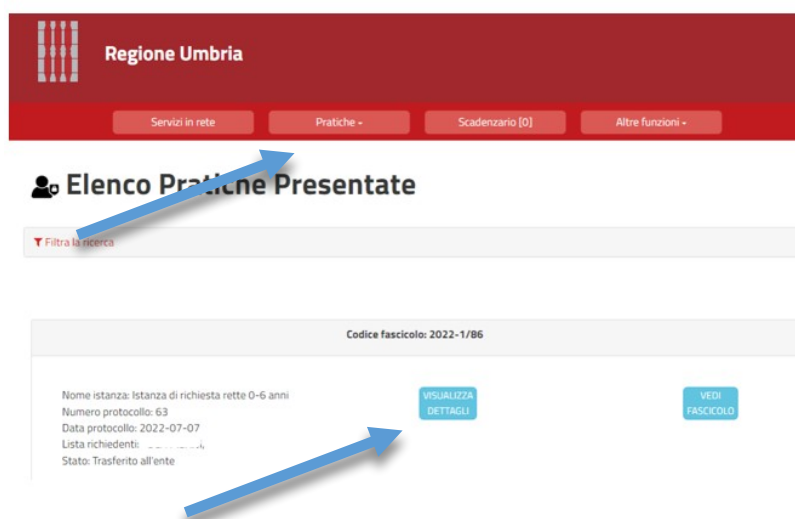 Regione Umbria
Servizi in rete Pratiche Scadenzario [0] Altre funzioni
Elenco Pratiche Presentate
Filtra la ricerca
Codice fascicolo: 2022-1/86
Nome istanza: Istanza di richiesta rette 0-6 anni
Numero protocollo: 63
Data protocollo: 2022-07-07
Lista richiedenti:
Stato: Trasferito all'ente
VISUALIZZA
DETTAGLI
VEDI
FASCICOLO